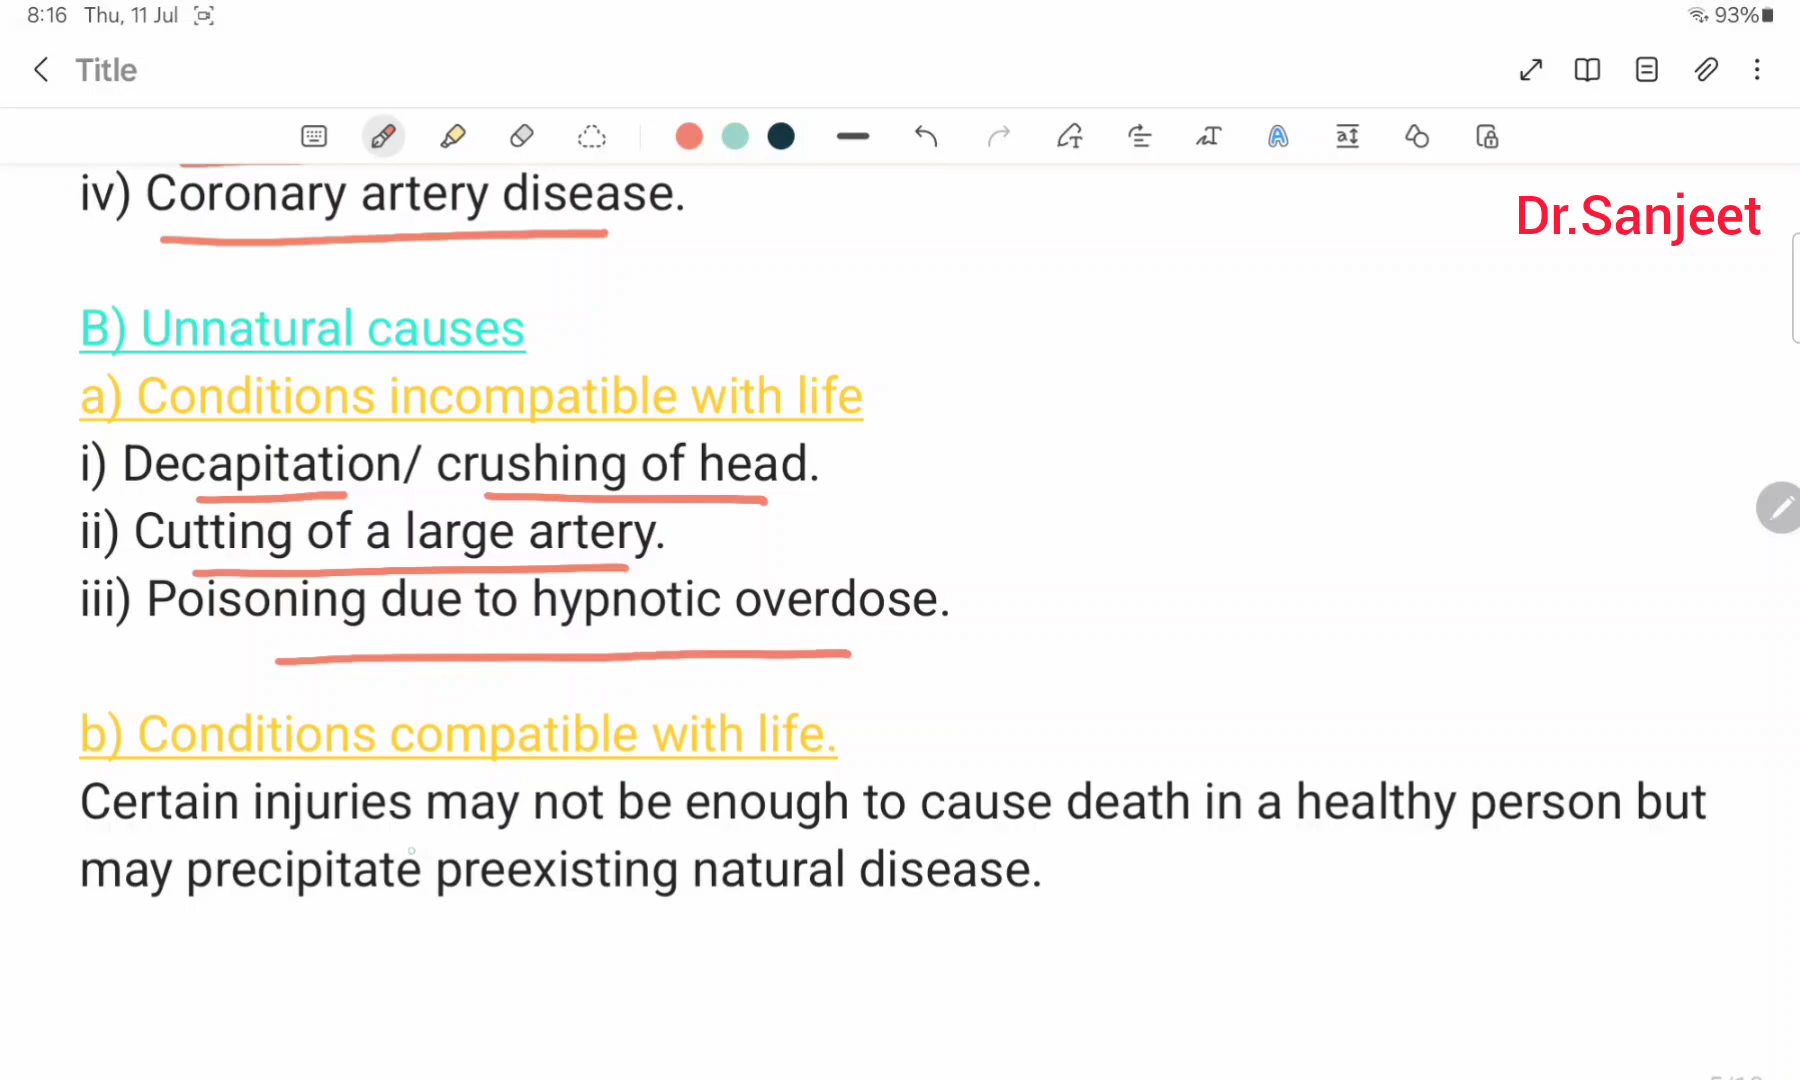 8:16 Thu, 11 Jul 93%
Title
iv) Coronary artery disease.
Dr.Sanjeet
B) Unnatural causes
a) Conditions incompatible with life
i) Decapitation/ crushing of head.
ii) Cutting of a large artery.
iii) Poisoning due to hypnotic overdose.
b) Conditions compatible with life.
Certain injuries may not be enough to cause death in a healthy person but
may precipitate preexisting natural disease.